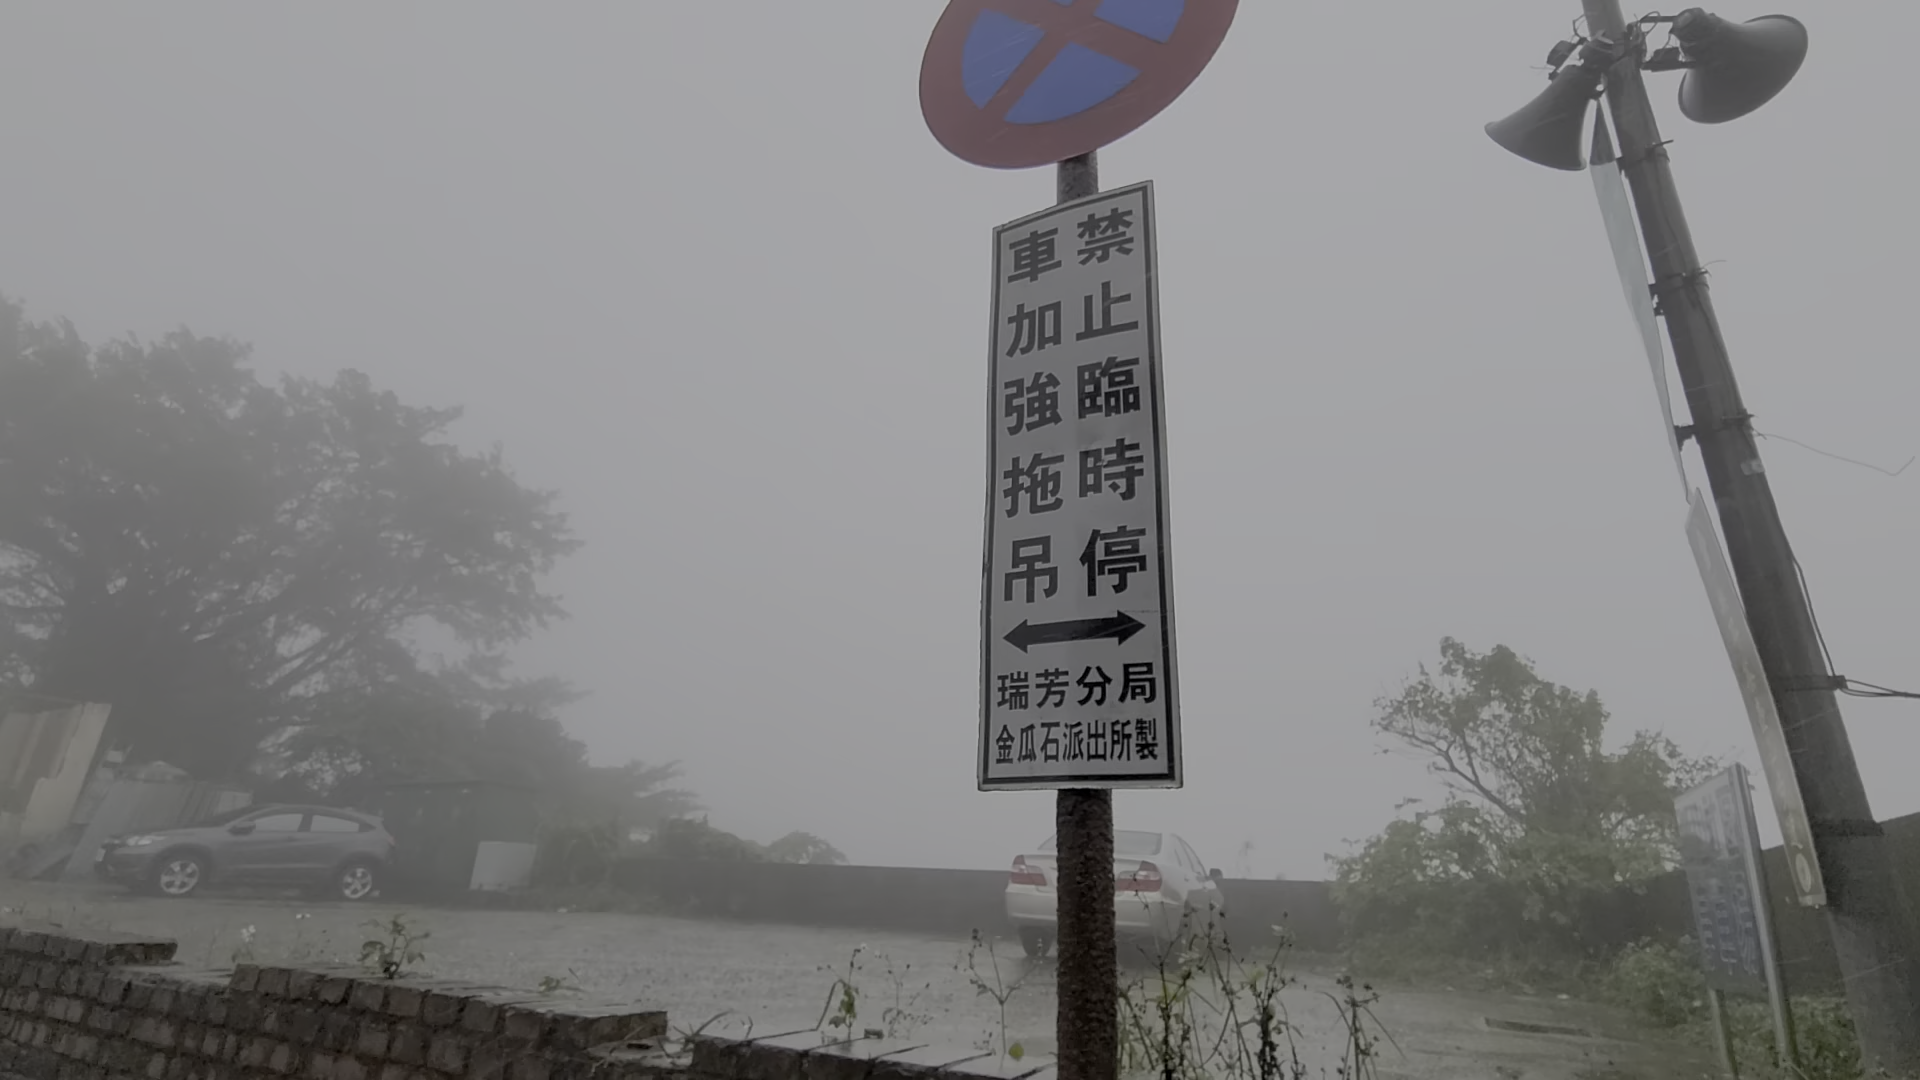 禁止臨時停
車加強拖吊
瑞芳分局
金瓜石派出所製